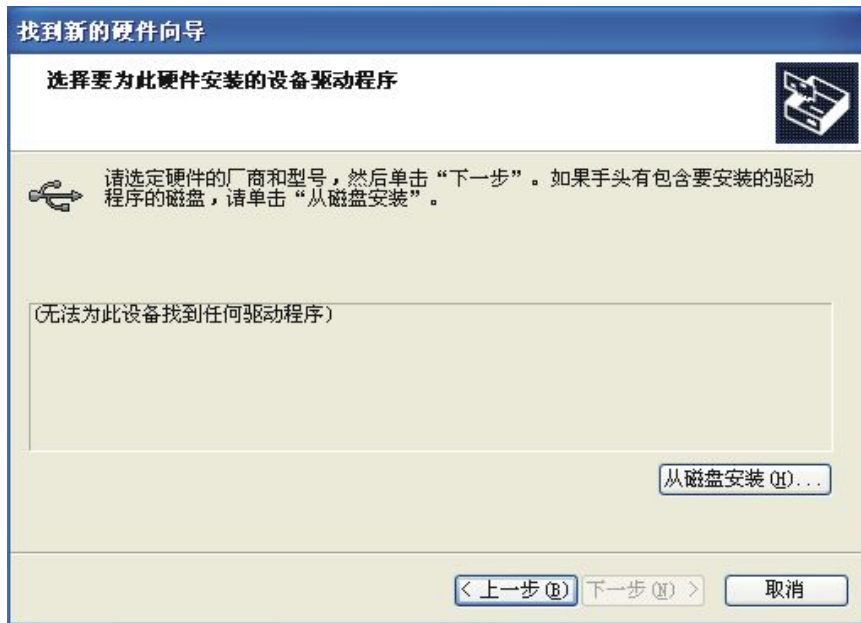 找到新的硬件向导
选择要为此硬件安装的设备驱动程序
请选定硬件的厂商和型号，然后单击“下一步”。如果手头有包含要安装的驱动
程序的磁盘，请单击“从磁盘安装”。
(无法为此设备找到任何驱动程序)
从磁盘安装(H)...
< 上一步(B) 下一步(N) > 取消